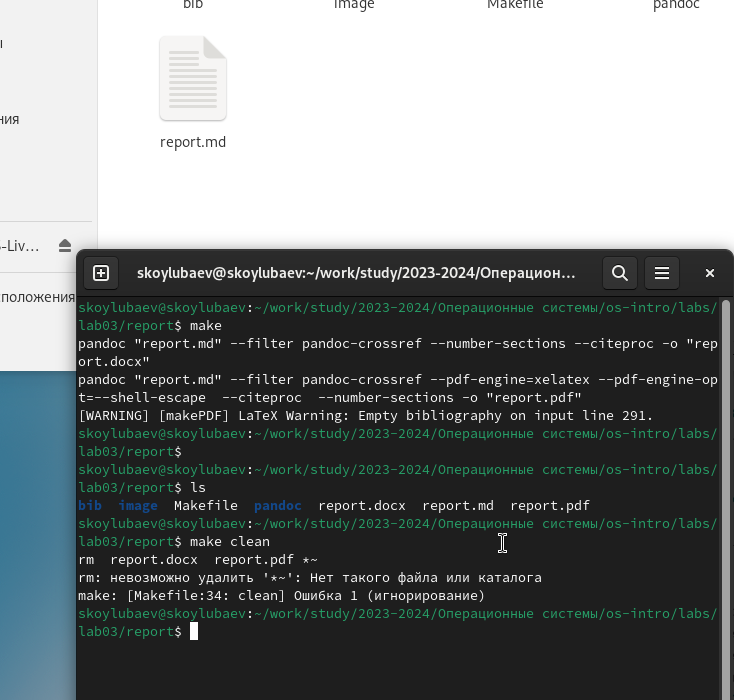 bib image Makefile pandoc
ния
report.md
-Liv...
сположения
skoylubaev@skoylubaev:~/work/study/2023-2024/Операцион...
skoylubaev@skoylubaev:~/work/study/2023-2024/Операционные системы/os-intro/labs/
lab03/report$ make
pandoc "report.md" --filter pandoc-crossref --number-sections --citeproc -o "rep
ort.docx"
pandoc "report.md" --filter pandoc-crossref --pdf-engine=xelatex --pdf-engine-op
t=--shell-escape  --citeproc  --number-sections -o "report.pdf"
[WARNING] [makePDF] LaTeX Warning: Empty bibliography on input line 291.
skoylubaev@skoylubaev:~/work/study/2023-2024/Операционные системы/os-intro/labs/
lab03/report$
skoylubaev@skoylubaev:~/work/study/2023-2024/Операционные системы/os-intro/labs/
lab03/report$ ls
bib  image  Makefile  pandoc  report.docx  report.md  report.pdf
skoylubaev@skoylubaev:~/work/study/2023-2024/Операционные системы/os-intro/labs/
lab03/report$ make clean
rm  report.docx  report.pdf *~
rm: невозможно удалить '*~': Нет такого файла или каталога
make: [Makefile:34: clean] Ошибка 1 (игнорирование)
skoylubaev@skoylubaev:~/work/study/2023-2024/Операционные системы/os-intro/labs/
lab03/report$